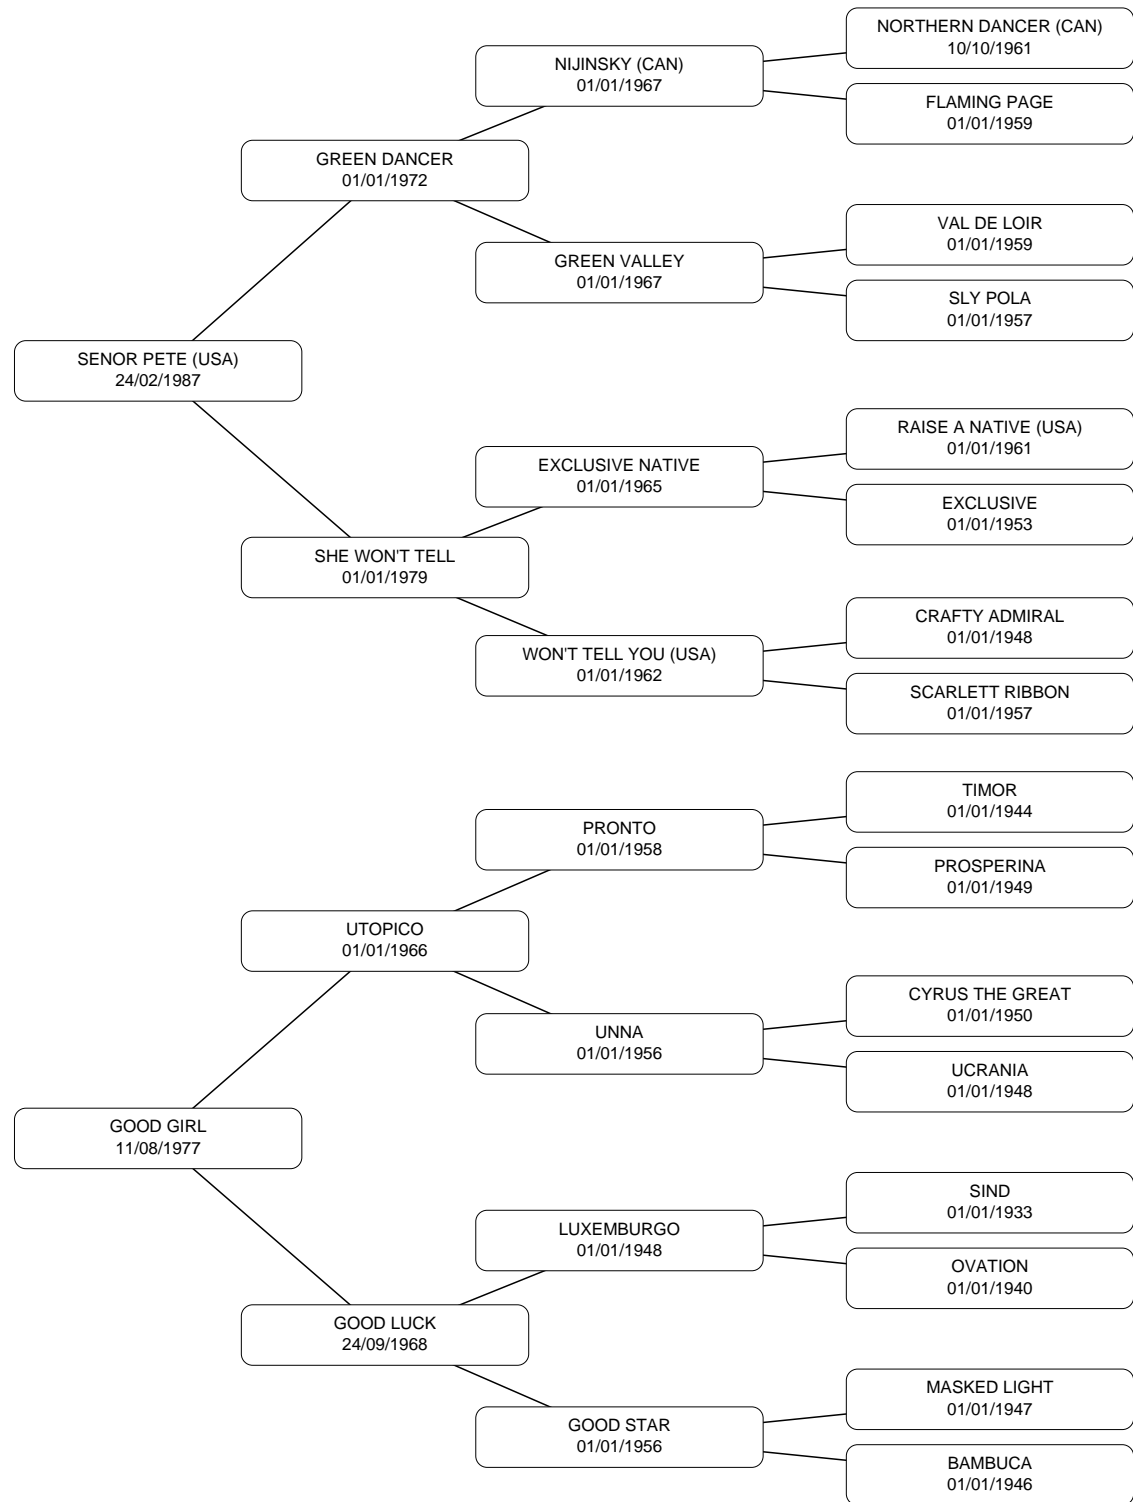 NORTHERN DANCER (CAN)
10/10/1961
NIJINSKY (CAN)
01/01/1967
FLAMING PAGE
01/01/1959
GREEN DANCER
01/01/1972
VAL DE LOIR
01/01/1959
GREEN VALLEY
01/01/1967
SLY POLA
01/01/1957
SENOR PETE (USA)
24/02/1987
RAISE A NATIVE (USA)
01/01/1961
EXCLUSIVE NATIVE
01/01/1965
EXCLUSIVE
01/01/1953
SHE WON'T TELL
01/01/1979
CRAFTY ADMIRAL
01/01/1948
WON'T TELL YOU (USA)
01/01/1962
SCARLETT RIBBON
01/01/1957
TIMOR
01/01/1944
PRONTO
01/01/1958
PROSPERINA
01/01/1949
UTOPICO
01/01/1966
CYRUS THE GREAT
01/01/1950
UNNA
01/01/1956
UCRANIA
01/01/1948
GOOD GIRL
11/08/1977
SIND
01/01/1933
LUXEMBURGO
01/01/1948
OVATION
01/01/1940
GOOD LUCK
24/09/1968
MASKED LIGHT
01/01/1947
GOOD STAR
01/01/1956
BAMBUCA
01/01/1946